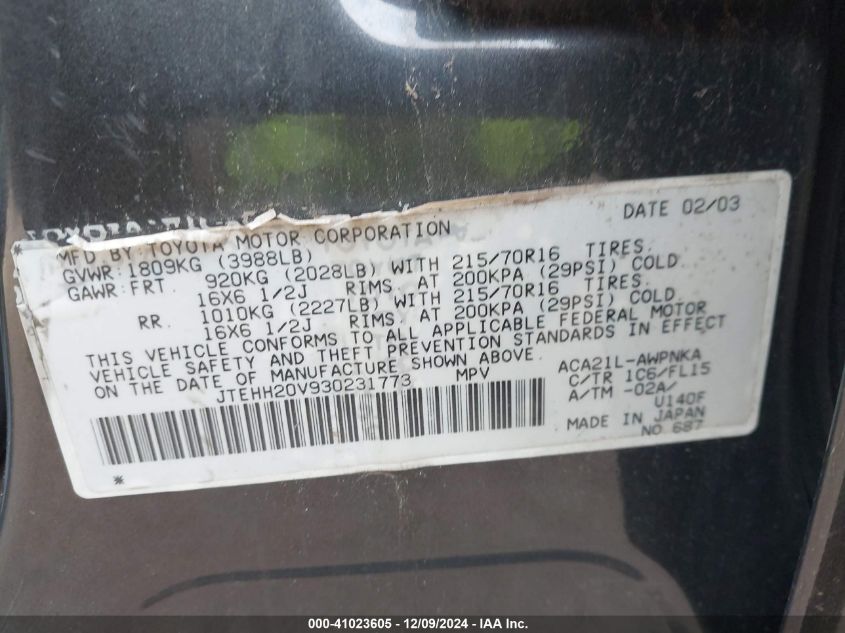 DATE 02/03
MFD BY TOYOTA MOTOR CORPORATION
GVWR: 1809KG (3988LB)
GAWR: FRT. 920KG (2028LB) WITH 215/70R16 TIRES.
16X6 1/2J RIMS, AT 200KPA (29PSI) COLD
RR. 1010KG (2227LB) WITH 215/70R16 TIRES.
16X6 1/2J RIMS, AT 200KPA (29PSI) COLD
THIS VEHICLE CONFORMS TO ALL APPLICABLE FEDERAL MOTOR
VEHICLE SAFETY AND THEFT PREVENTION STANDARDS IN EFFECT
ON THE DATE OF MANUFACTURE SHOWN ABOVE.
JTEHH20V930231773 MPV
ACA21L-AWPNKA
C/TR 1C6/FL15
A/TM -02A/
U140F
MADE IN JAPAN
NO 687
*
000-41023605 - 12/09/2024 - IAA Inc.